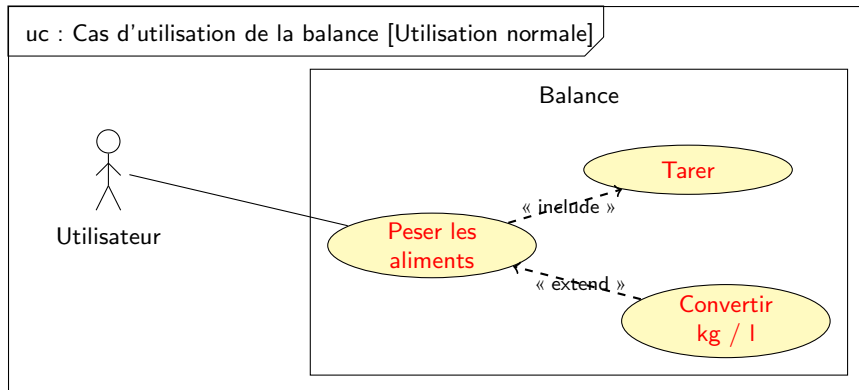 uc : Cas d'utilisation de la balance [Utilisation normale]
Balance
Tarer
« include »
Utilisateur
Peser les
aliments
« extend »
Convertir
kg / l